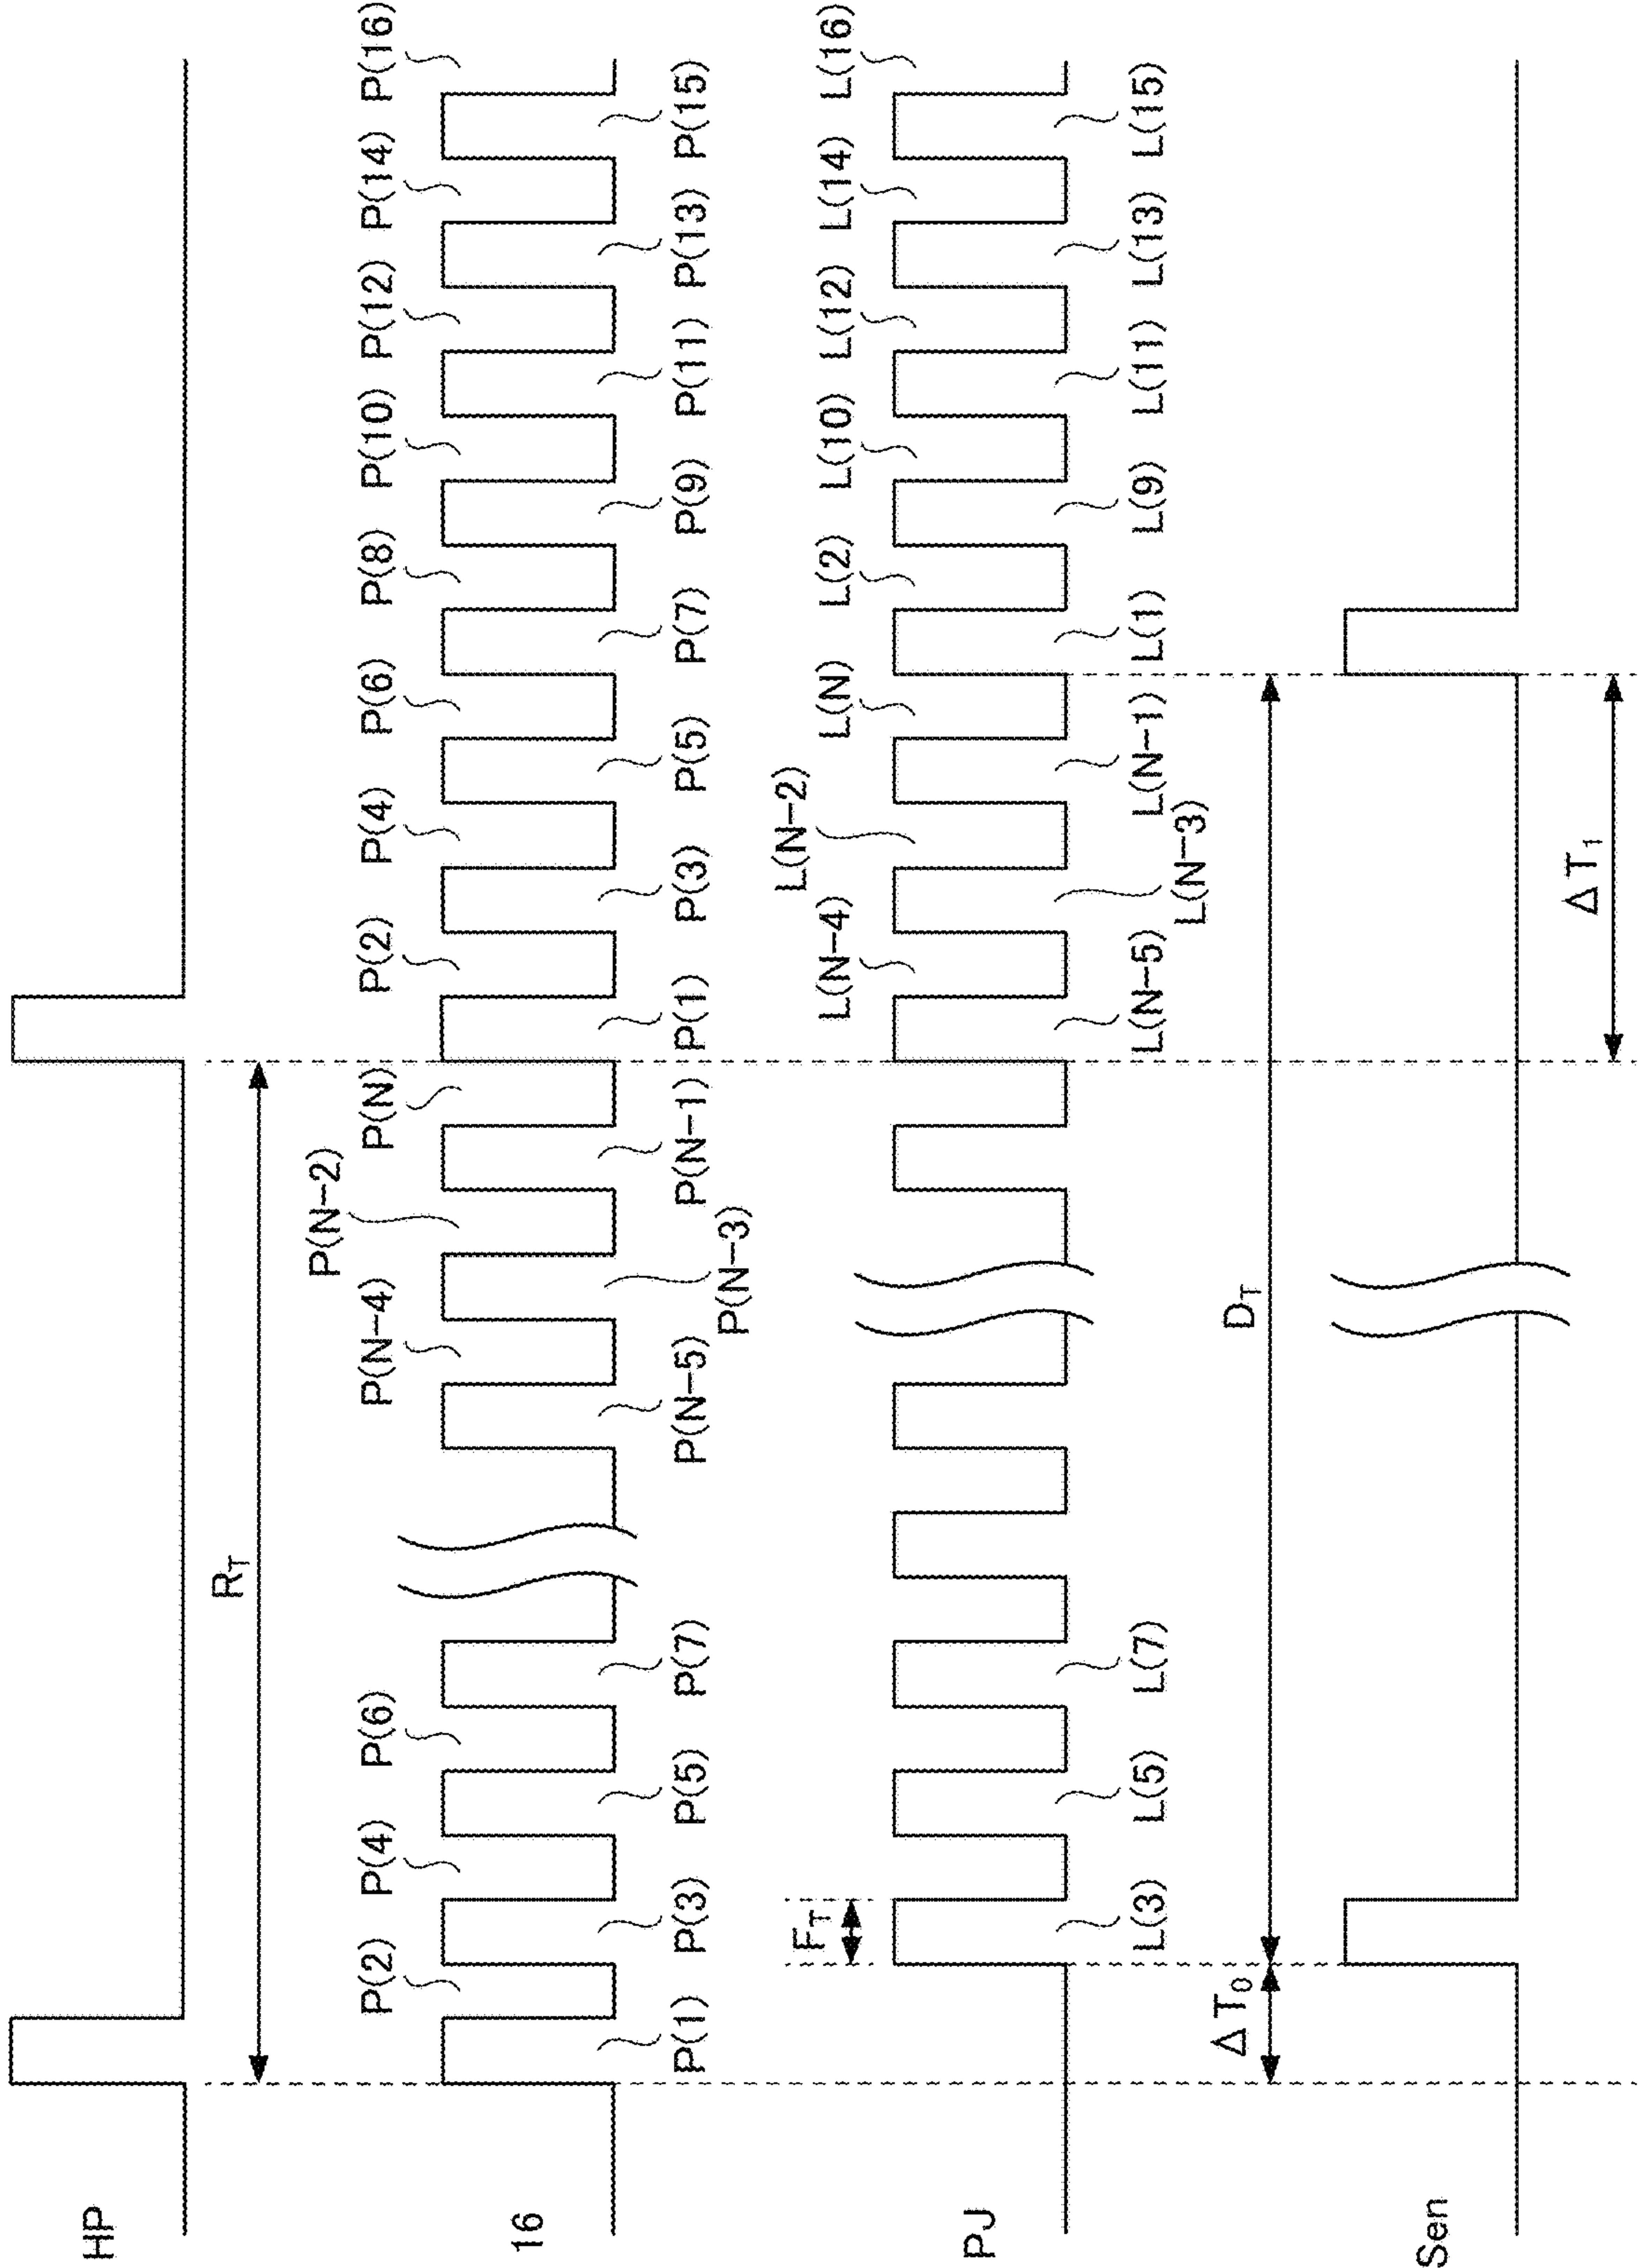 HP
R_T
16
P(2) P(4) P(6) P(N-4) P(N-2) P(N) P(2) P(4) P(6) P(8) P(10) P(12) P(14) P(16)
P(1) P(3) P(5) P(7) P(N-5) P(N-3) P(N-1) P(1) P(3) P(5) P(7) P(9) P(11) P(13) P(15)
PJ
F_T
L(N-4) L(N-2) L(N) L(2) L(10) L(12) L(14) L(16)
L(3) L(5) L(7) L(N-5) L(N-3) L(N-1) L(1) L(9) L(11) L(13) L(15)
ΔT₀ D_T
Sen
ΔT₁